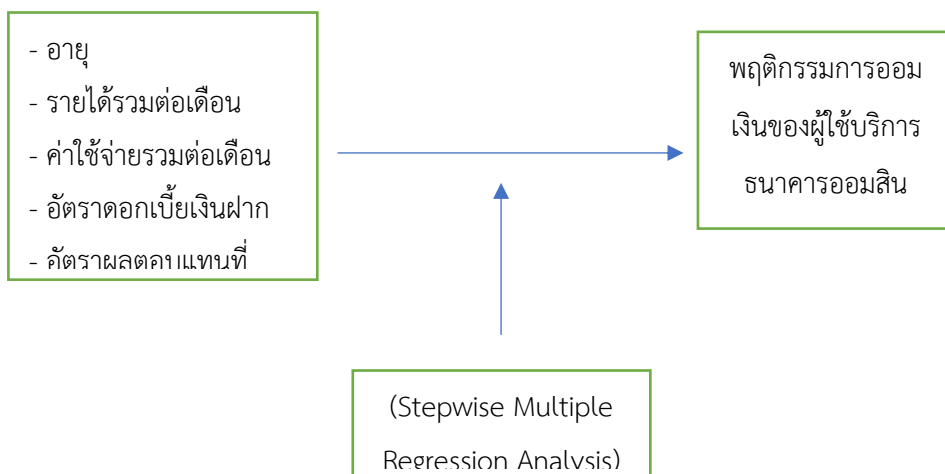 - อายุ
- รายได้รวมต่อเดือน
- ค่าใช้จ่ายรวมต่อเดือน
- อัตราดอกเบี้ยเงินฝาก
- อัตราผลตอบแทนที่
พฤติกรรมการออม
เงินของผู้ใช้บริการ
ธนาคารออมสิน
(Stepwise Multiple
Regression Analysis)